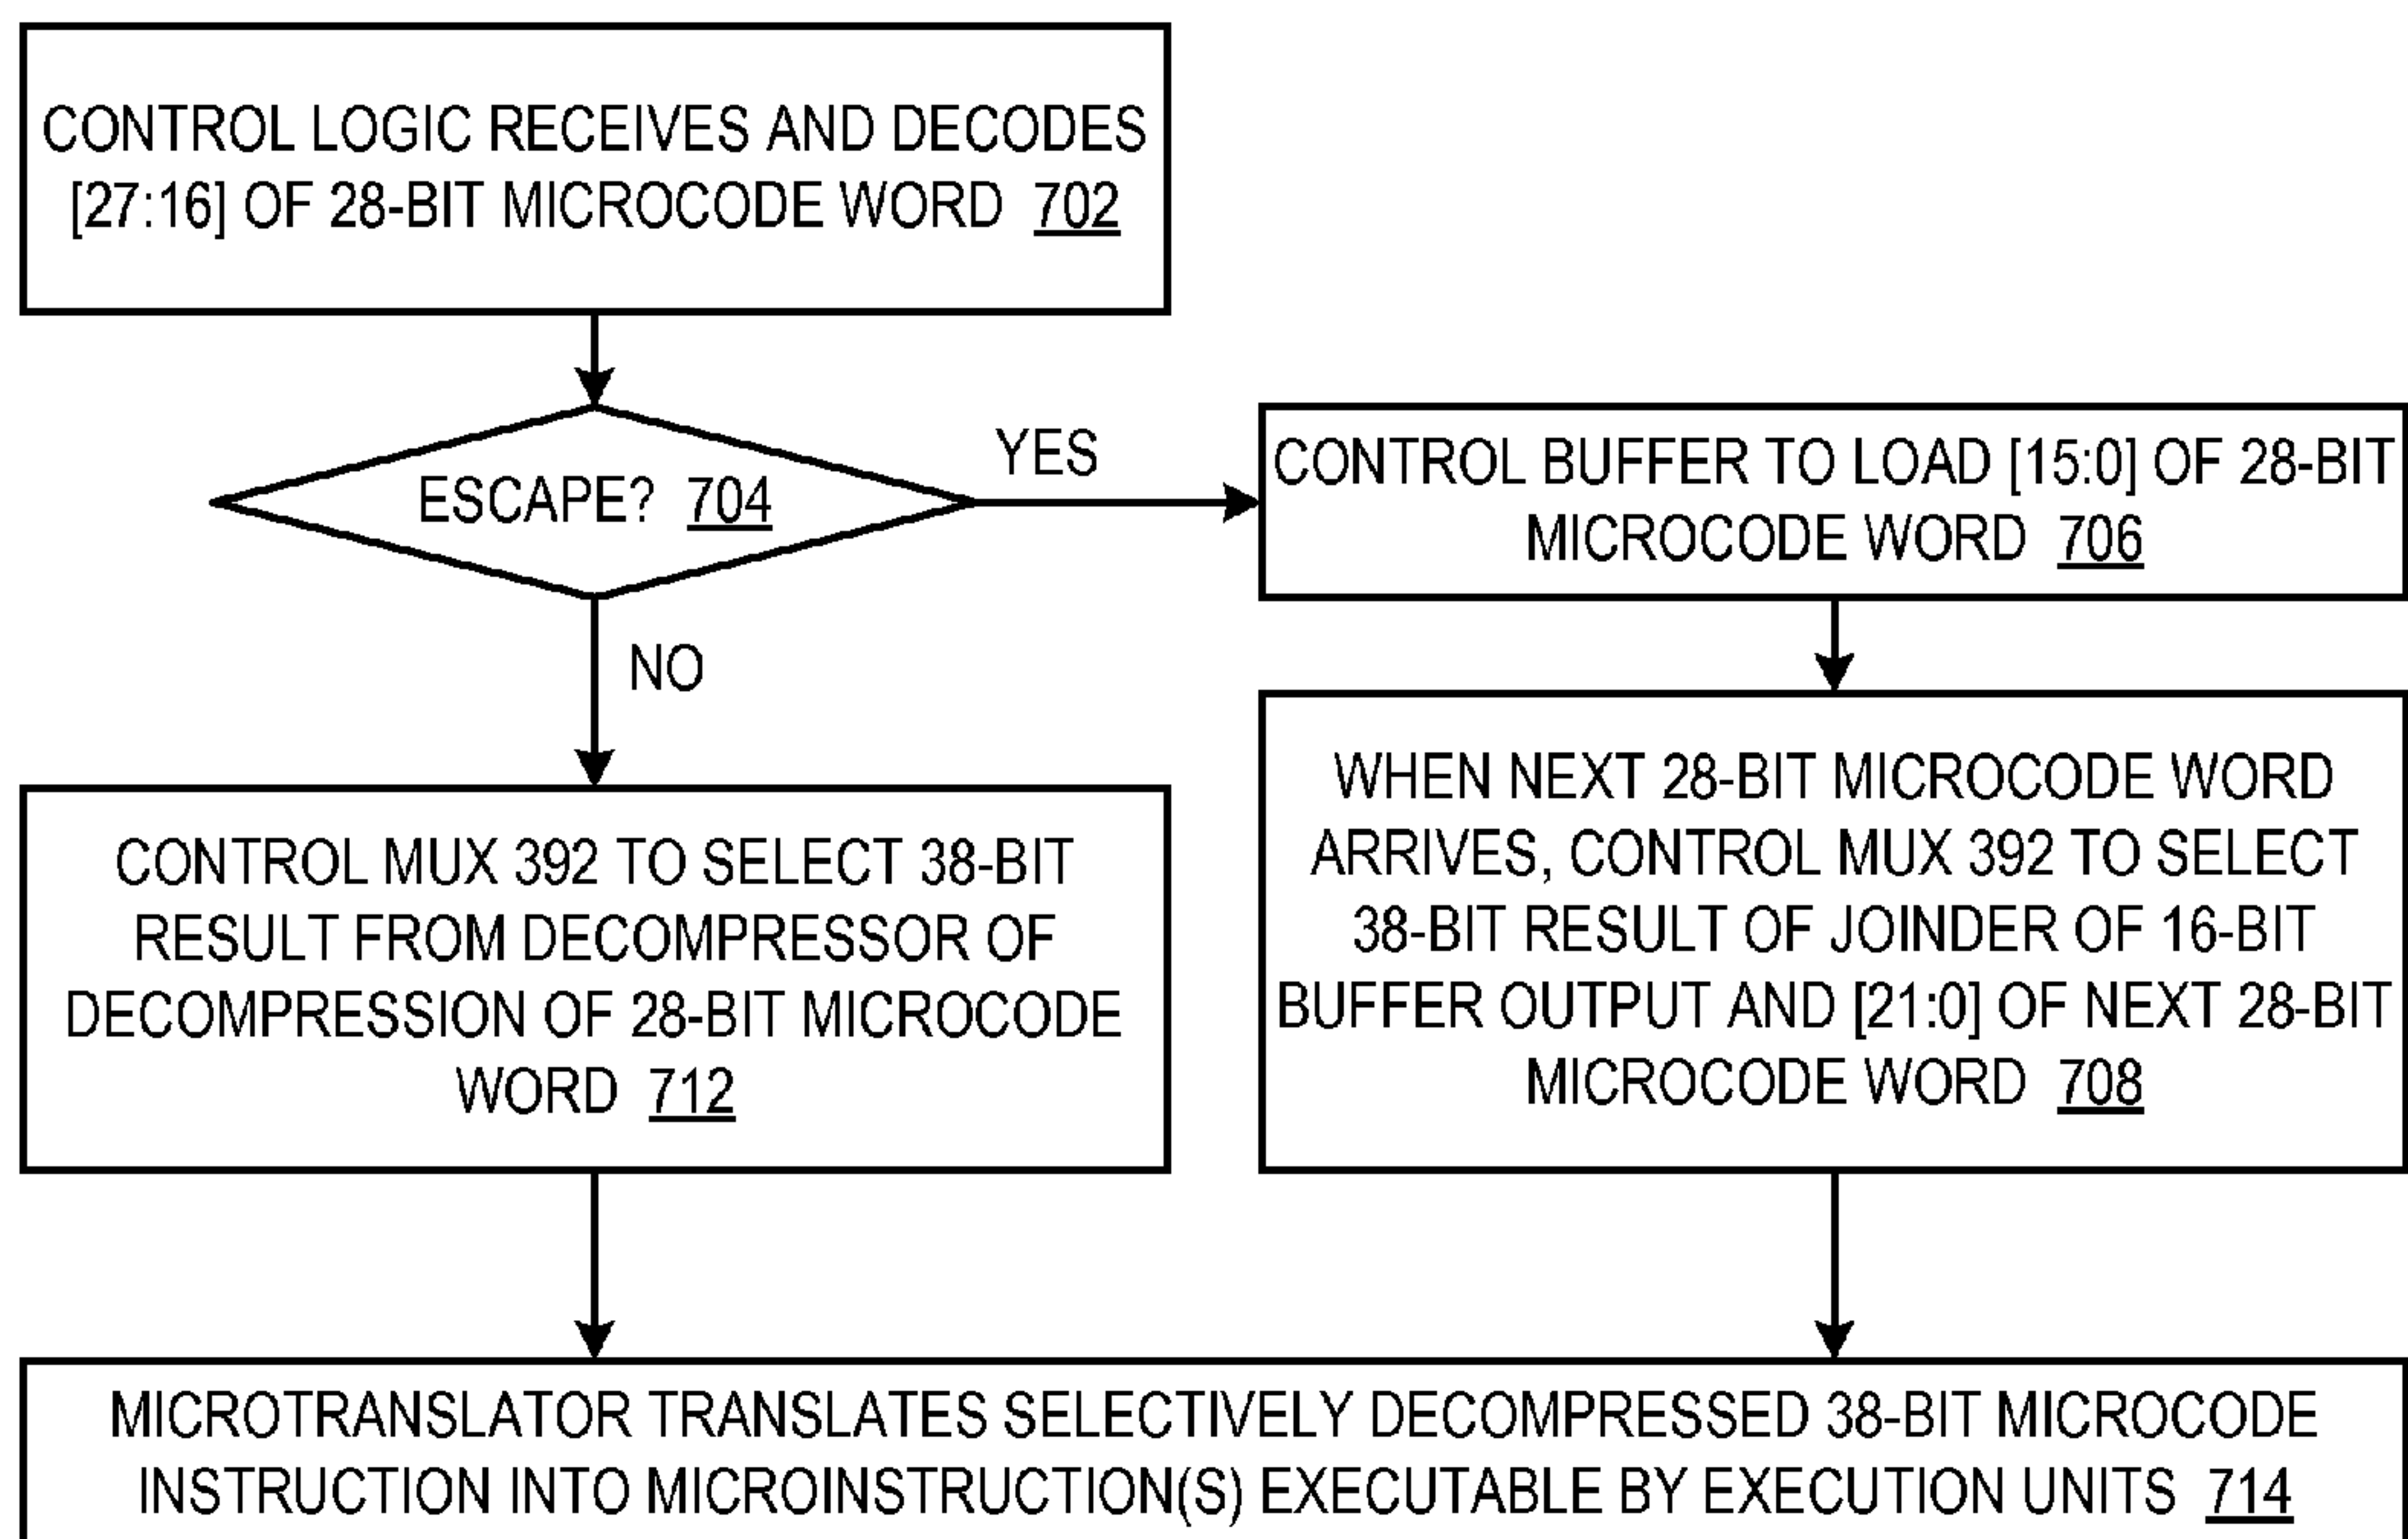 CONTROL LOGIC RECEIVES AND DECODES
[27:16] OF 28-BIT MICROCODE WORD 702
ESCAPE? 704
YES
CONTROL BUFFER TO LOAD [15:0] OF 28-BIT
MICROCODE WORD 706
NO
CONTROL MUX 392 TO SELECT 38-BIT
RESULT FROM DECOMPRESSOR OF
DECOMPRESSION OF 28-BIT MICROCODE
WORD 712
WHEN NEXT 28-BIT MICROCODE WORD
ARRIVES, CONTROL MUX 392 TO SELECT
38-BIT RESULT OF JOINDER OF 16-BIT
BUFFER OUTPUT AND [21:0] OF NEXT 28-BIT
MICROCODE WORD 708
MICROTRANSLATOR TRANSLATES SELECTIVELY DECOMPRESSED 38-BIT MICROCODE
INSTRUCTION INTO MICROINSTRUCTION(S) EXECUTABLE BY EXECUTION UNITS 714